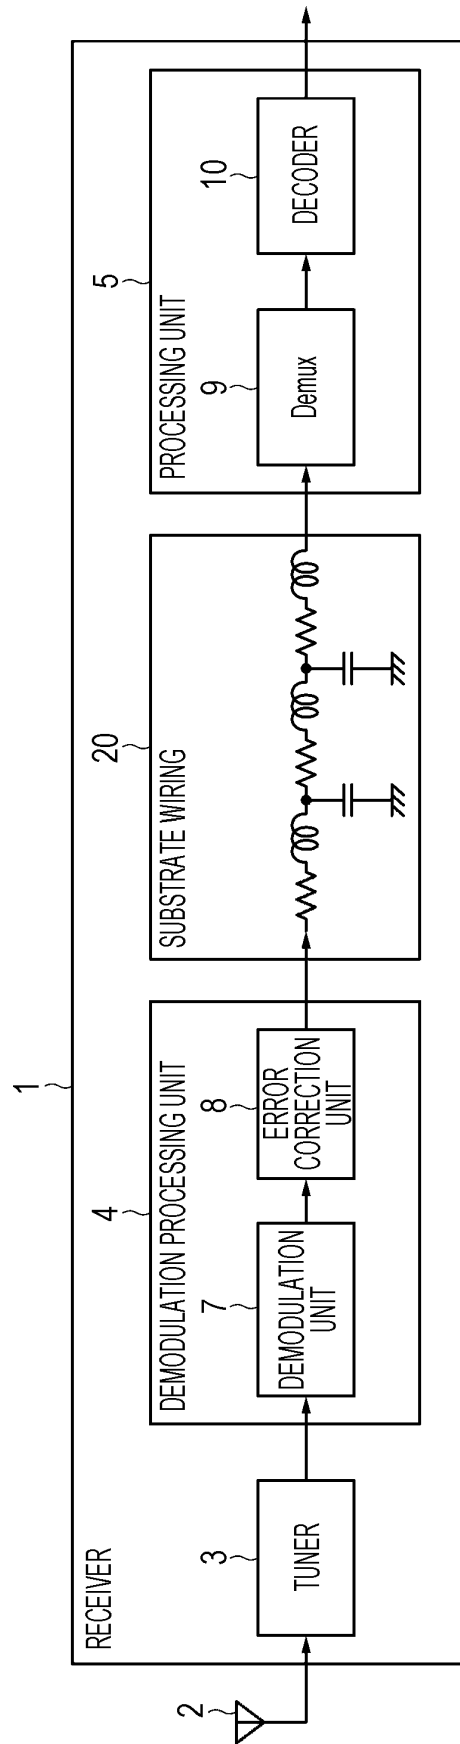 1
RECEIVER
2
3
TUNER
4
DEMODULATION PROCESSING UNIT
7
DEMODULATION
UNIT
8
ERROR
CORRECTION
UNIT
20
SUBSTRATE WIRING
5
PROCESSING UNIT
9
Demux
10
DECODER